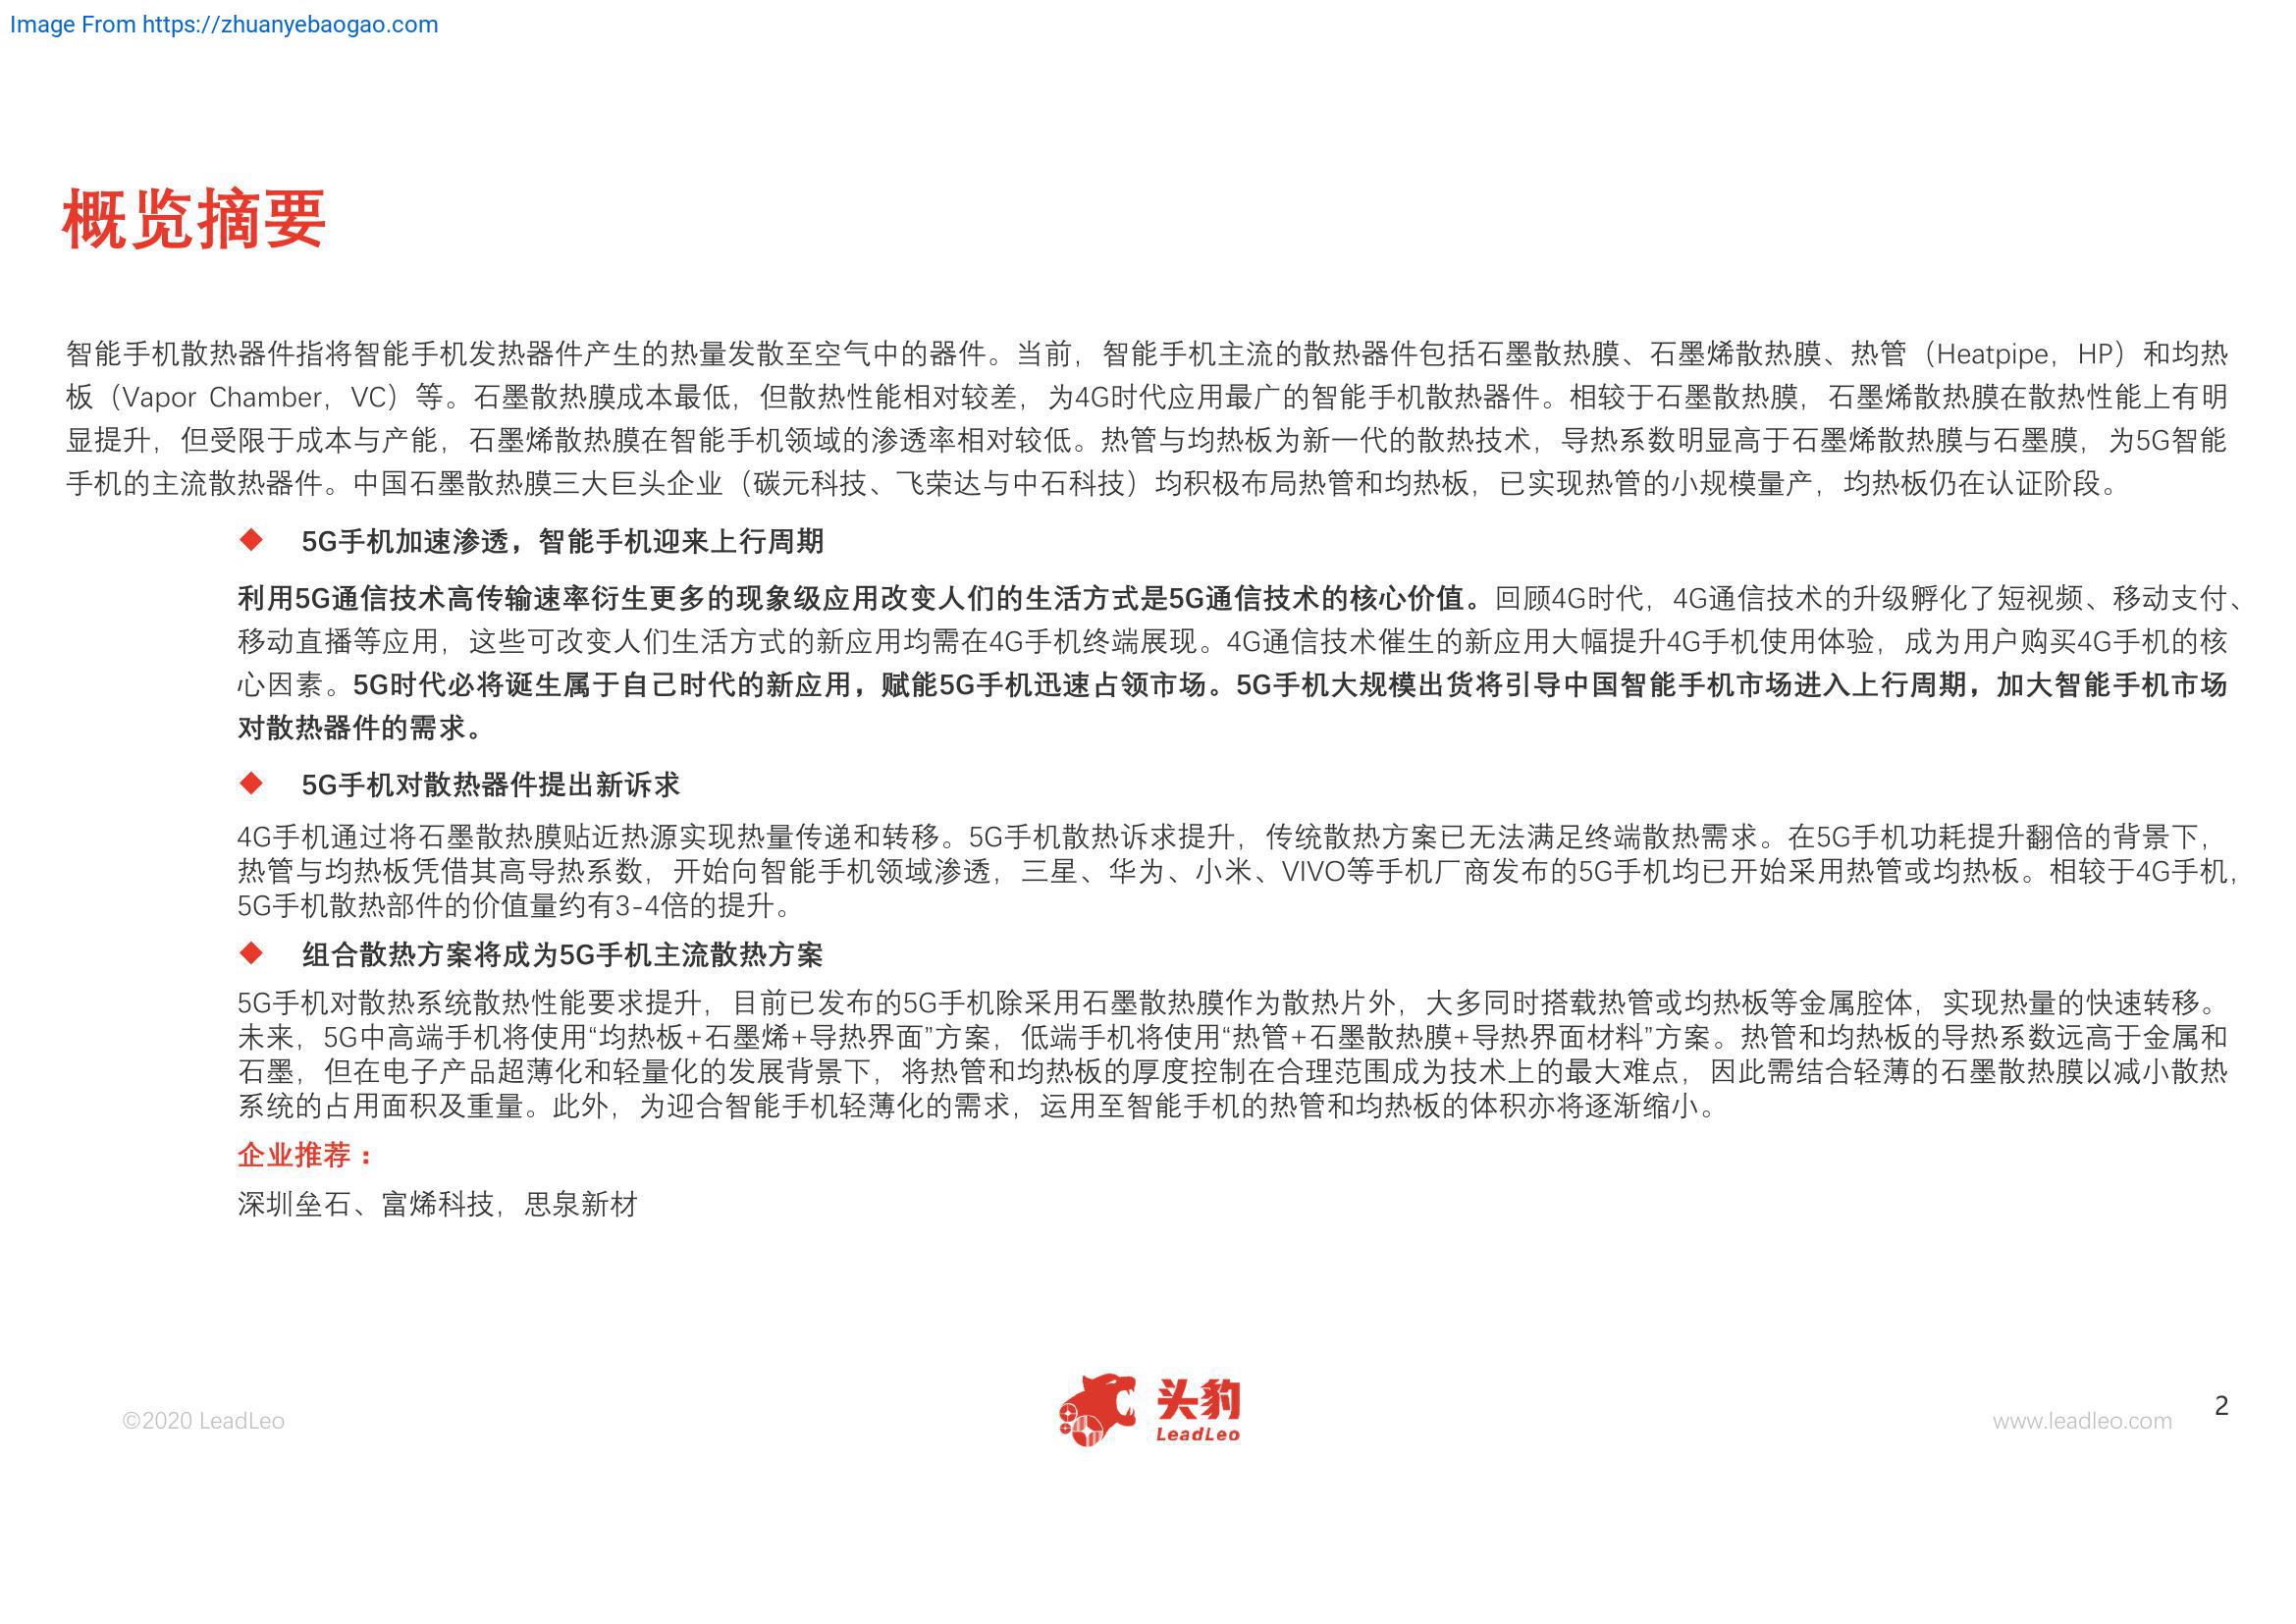 Image From https://zhuanyebaogao.com
概览摘要
智能手机散热器件指将智能手机发热器件产生的热量发散至空气中的器件。当前，智能手机主流的散热器件包括石墨散热膜、石墨烯散热膜、热管（Heatpipe，HP）和均热
板（Vapor Chamber，VC）等。石墨散热膜成本最低，但散热性能相对较差，为4G时代应用最广的智能手机散热器件。相较于石墨散热膜，石墨烯散热膜在散热性能上有明
显提升，但受限于成本与产能，石墨烯散热膜在智能手机领域的渗透率相对较低。热管与均热板为新一代的散热技术，导热系数明显高于石墨烯散热膜与石墨膜，为5G智能
手机的主流散热器件。中国石墨散热膜三大巨头企业（碳元科技、飞荣达与中石科技）均积极布局热管和均热板，已实现热管的小规模量产，均热板仍在认证阶段。
◆ 5G手机加速渗透，智能手机迎来上行周期
利用5G通信技术高传输速率衍生更多的现象级应用改变人们的生活方式是5G通信技术的核心价值。回顾4G时代，4G通信技术的升级孵化了短视频、移动支付、
移动直播等应用，这些可改变人们生活方式的新应用均需在4G手机终端展现。4G通信技术催生的新应用大幅提升4G手机使用体验，成为用户购买4G手机的核
心因素。5G时代必将诞生属于自己时代的新应用，赋能5G手机迅速占领市场。5G手机大规模出货将引导中国智能手机市场进入上行周期，加大智能手机市场
对散热器件的需求。
◆ 5G手机对散热器件提出新诉求
4G手机通过将石墨散热膜贴近热源实现热量传递和转移。5G手机散热诉求提升，传统散热方案已无法满足终端散热需求。在5G手机功耗提升翻倍的背景下，
热管与均热板凭借其高导热系数，开始向智能手机领域渗透，三星、华为、小米、VIVO等手机厂商发布的5G手机均已开始采用热管或均热板。相较于4G手机，
5G手机散热部件的价值量约有3-4倍的提升。
◆ 组合散热方案将成为5G手机主流散热方案
5G手机对散热系统散热性能要求提升，目前已发布的5G手机除采用石墨散热膜作为散热片外，大多同时搭载热管或均热板等金属腔体，实现热量的快速转移。
未来，5G中高端手机将使用“均热板+石墨烯+导热界面”方案，低端手机将使用“热管+石墨散热膜+导热界面材料”方案。热管和均热板的导热系数远高于金属和
石墨，但在电子产品超薄化和轻量化的发展背景下，将热管和均热板的厚度控制在合理范围成为技术上的最大难点，因此需结合轻薄的石墨散热膜以减小散热
系统的占用面积及重量。此外，为迎合智能手机轻薄化的需求，运用至智能手机的热管和均热板的体积亦将逐渐缩小。
企业推荐：
深圳垒石、富烯科技，思泉新材
©2020 LeadLeo
头豹
LeadLeo
www.leadleo.com
2